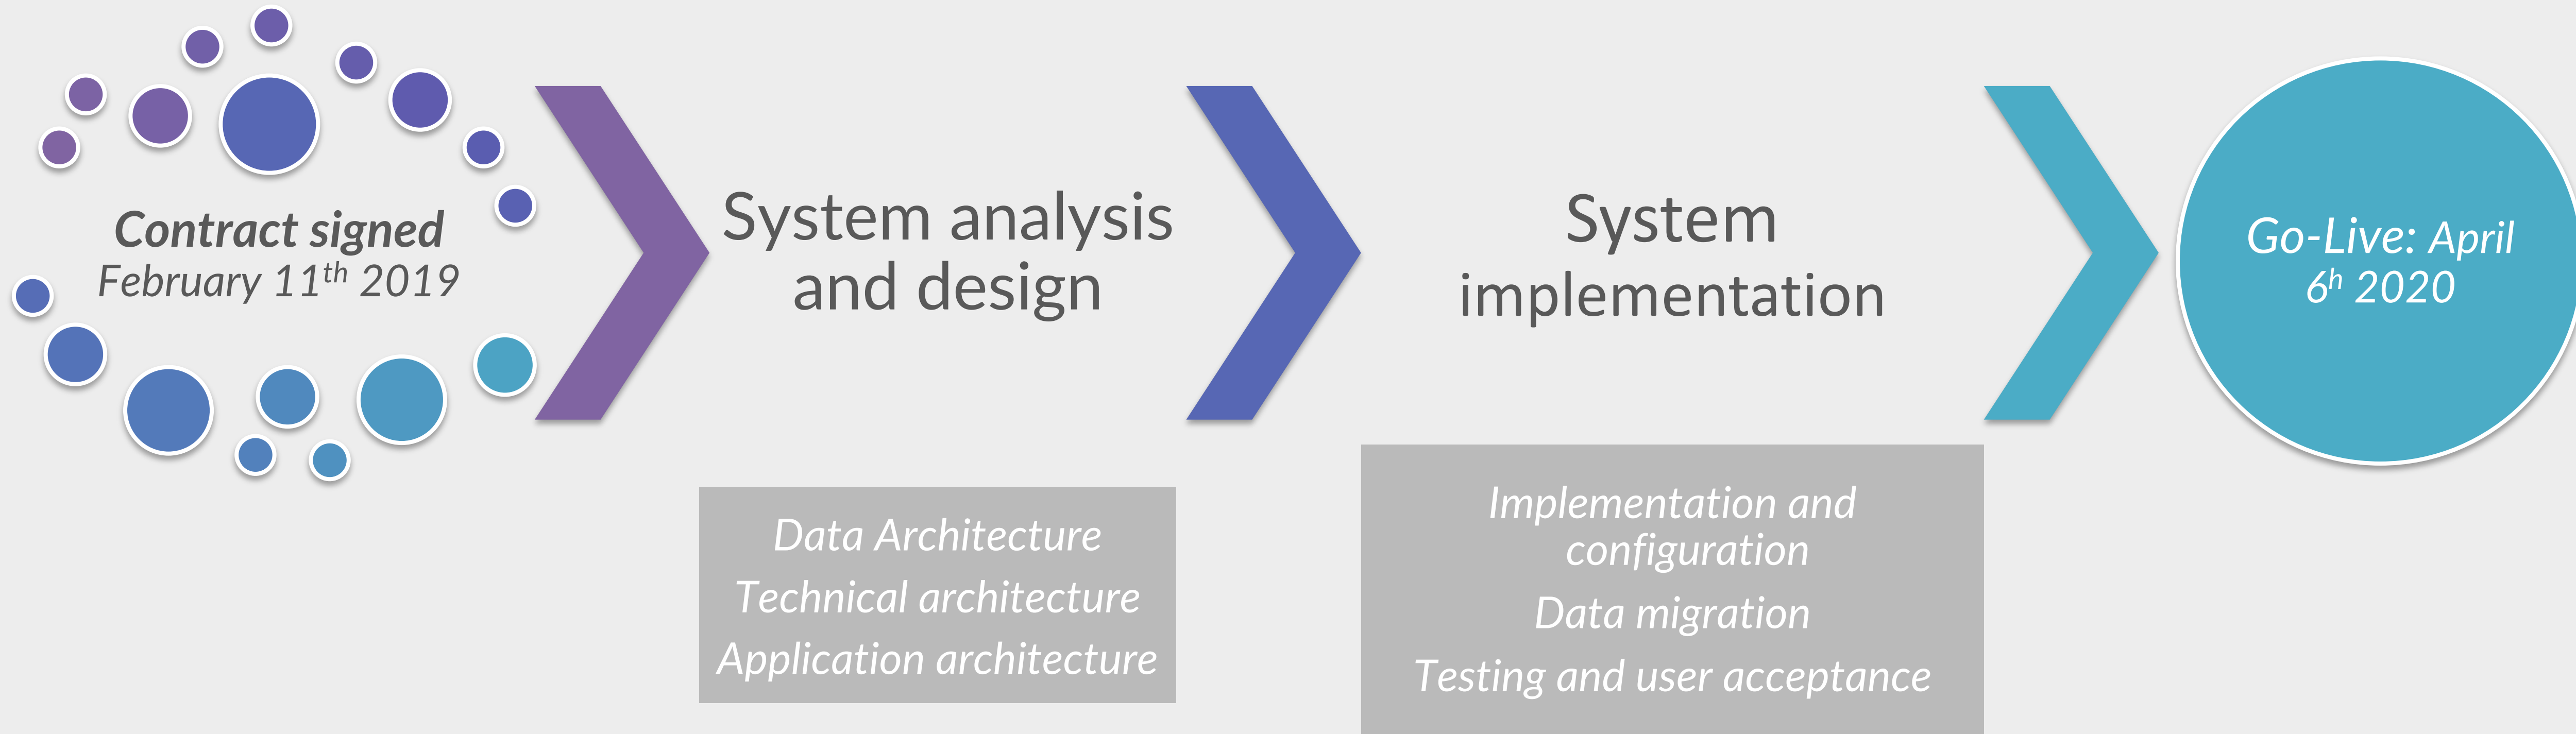 Contract signed
February 11th 2019
System analysis
and design
Data Architecture
Technical architecture
Application architecture
System
implementation
Implementation and
configuration
Data migration
Testing and user acceptance
Go-Live: April
6h 2020